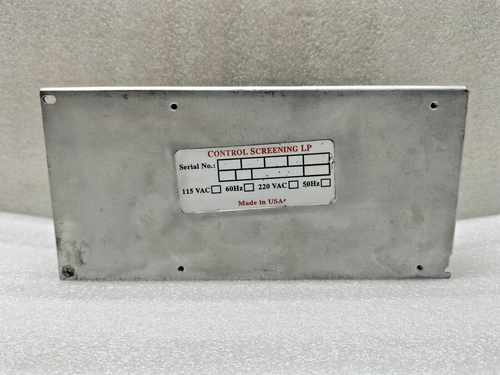 CONTROL SCREENING LP
Serial No.:
115 VAC 60Hz 220 VAC 50Hz
Made in USA